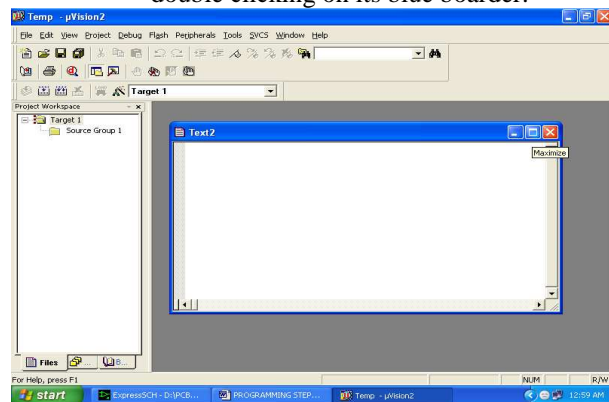 double clicking on its blue boarder.
Temp - µVision2
File Edit View Project Debug Flash Peripherals Tools SVCS Window Help
Target 1
Project Workspace
Target 1
Source Group 1
Text2
Maximize
Files
B...
For Help, press F1
NUM
R/W
start
ExpressSCH - D:\PCB...
PROGRAMMING STEP...
Temp - µVision2
12:59 AM